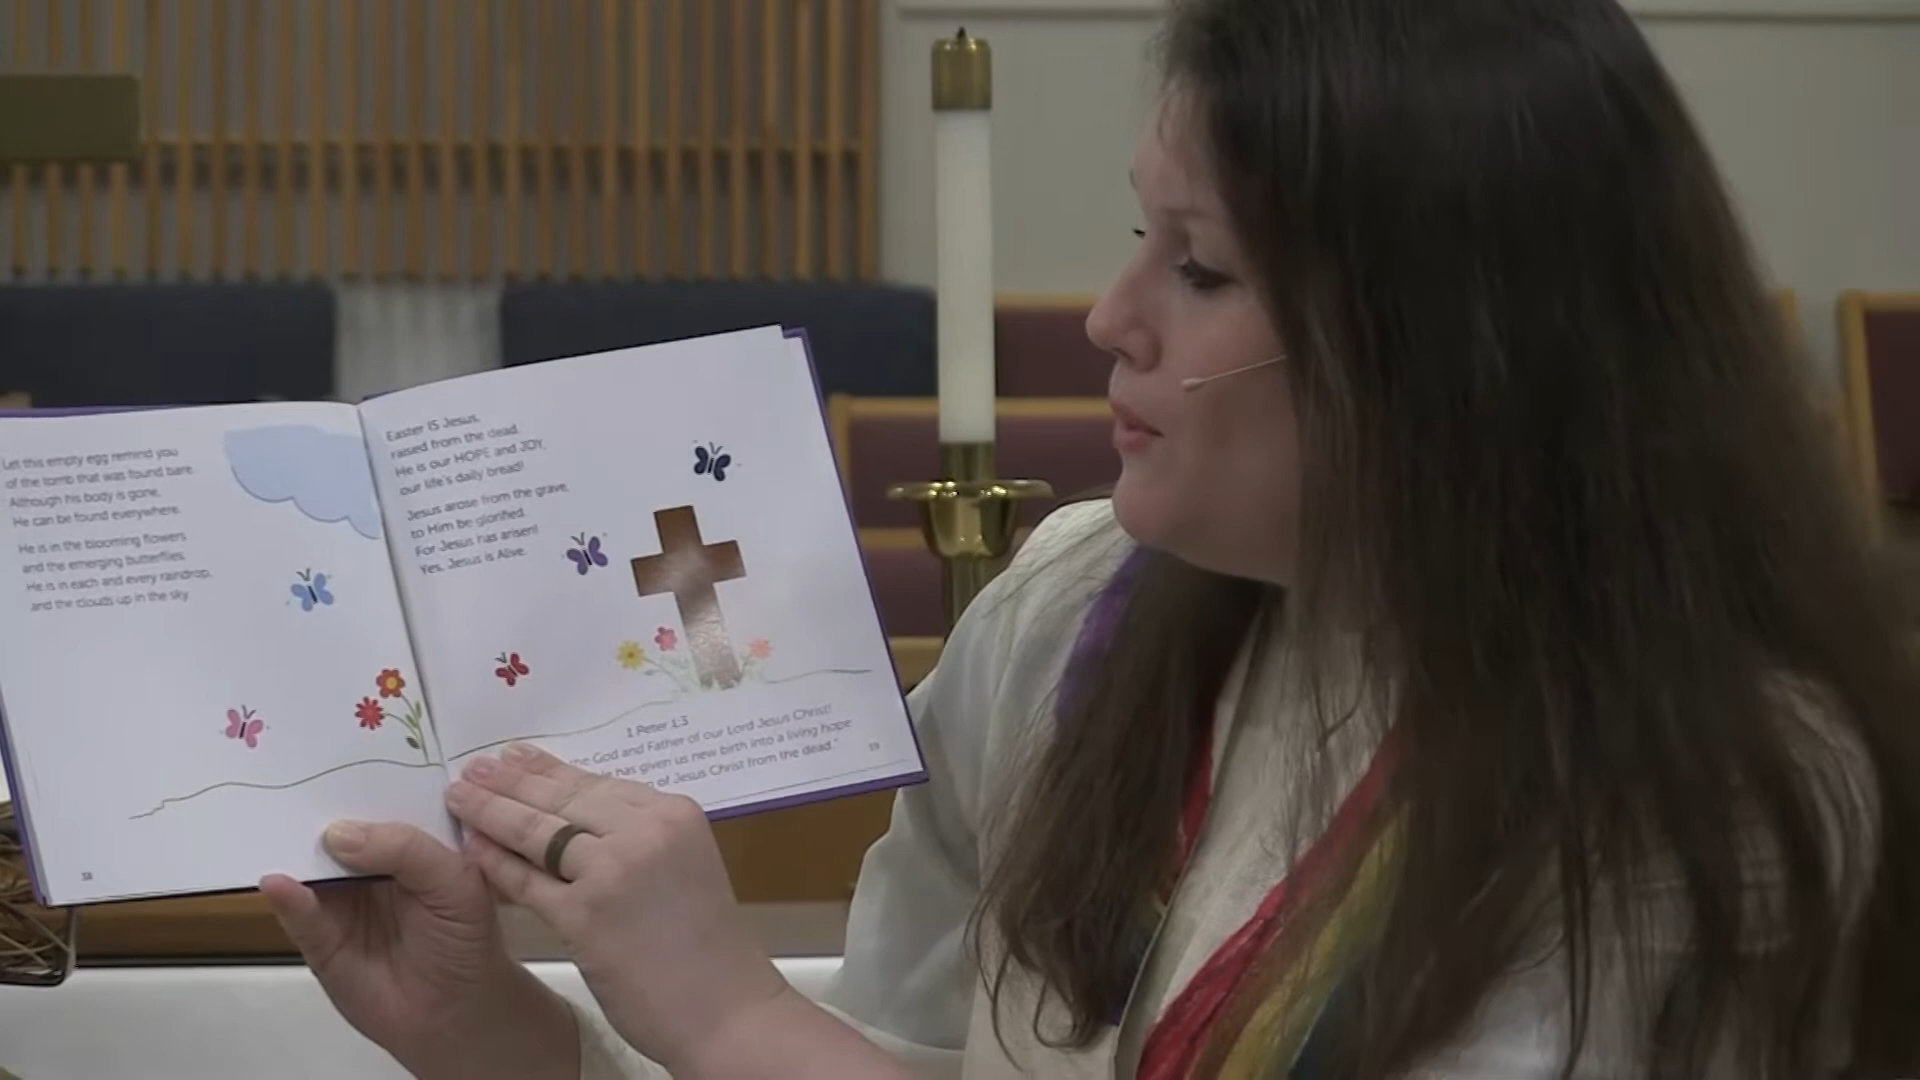 Let this empty egg remind you
of the tomb that was found bare.
Although his body is gone,
He can be found everywhere.
He is in the blooming flowers
and the emerging butterflies.
He is in each and every raindrop,
and the clouds up in the sky.
38
Easter IS Jesus,
raised from the dead.
He is our HOPE and JOY,
our life's daily bread!
Jesus arose from the grave,
to Him be glorified.
For Jesus has arisen!
Yes, Jesus is Alive.
1 Peter 1:3
the God and Father of our Lord Jesus Christ!
has given us new birth into a living hope
of Jesus Christ from the dead."
39